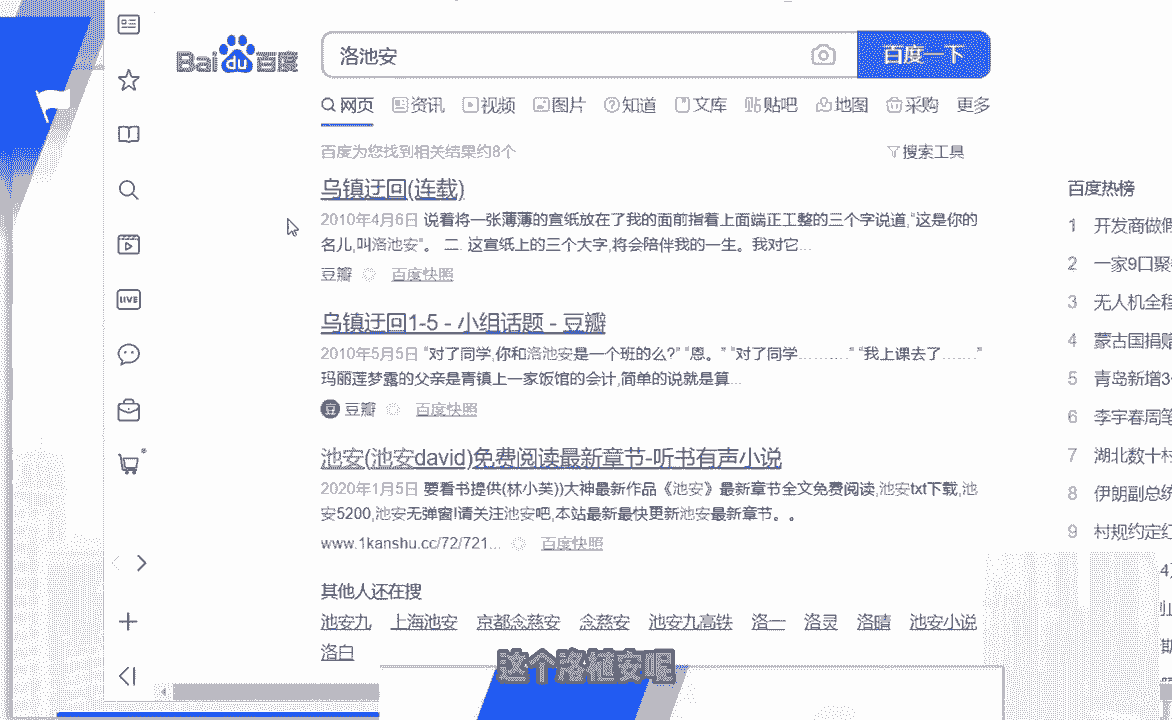 Bai du 百度
洛池安
百度一下
网页 资讯 视频 图片 知道 文库 贴吧 地图 采购 更多
百度为您找到相关结果约8个
搜索工具
乌镇迂回(连载)
2010年4月6日 说着将一张薄薄的宣纸放在了我的面前指着上面端正工整的三个字说道,“这是你的
名儿,叫洛池安”。 二. 这宣纸上的三个大字,将会陪伴我的一生。我对它...
豆瓣 百度快照
乌镇迂回1-5 - 小组话题 - 豆瓣
2010年5月5日 “对了同学,你和洛池安是一个班的么?” “恩。” “对了同学.........” “我上课去了.......”
玛丽莲梦露的父亲是青镇上一家饭馆的会计,简单的说就是算...
豆 豆瓣 百度快照
池安(池安david)免费阅读最新章节-听书有声小说
2020年1月5日 要看书提供(林小芙))大神最新作品《池安》最新章节全文免费阅读,池安txt下载,池
安5200,池安无弹窗!请关注池安吧,本站最新最快更新池安最新章节。。
www.1kanshu.cc/72/721... 百度快照
其他人还在搜
池安九 上海池安 京都念慈安 念慈安 池安九高铁 洛一 洛灵 洛晴 池安小说
洛白
百度热榜
1 开发商做假
2 一家9口聚
3 无人机全程
4 蒙古国捐赠
5 青岛新增3
6 李宇春周笔
7 湖北数十村
8 伊朗副总统
9 村规约定红
LIVE
这个洛植安呢